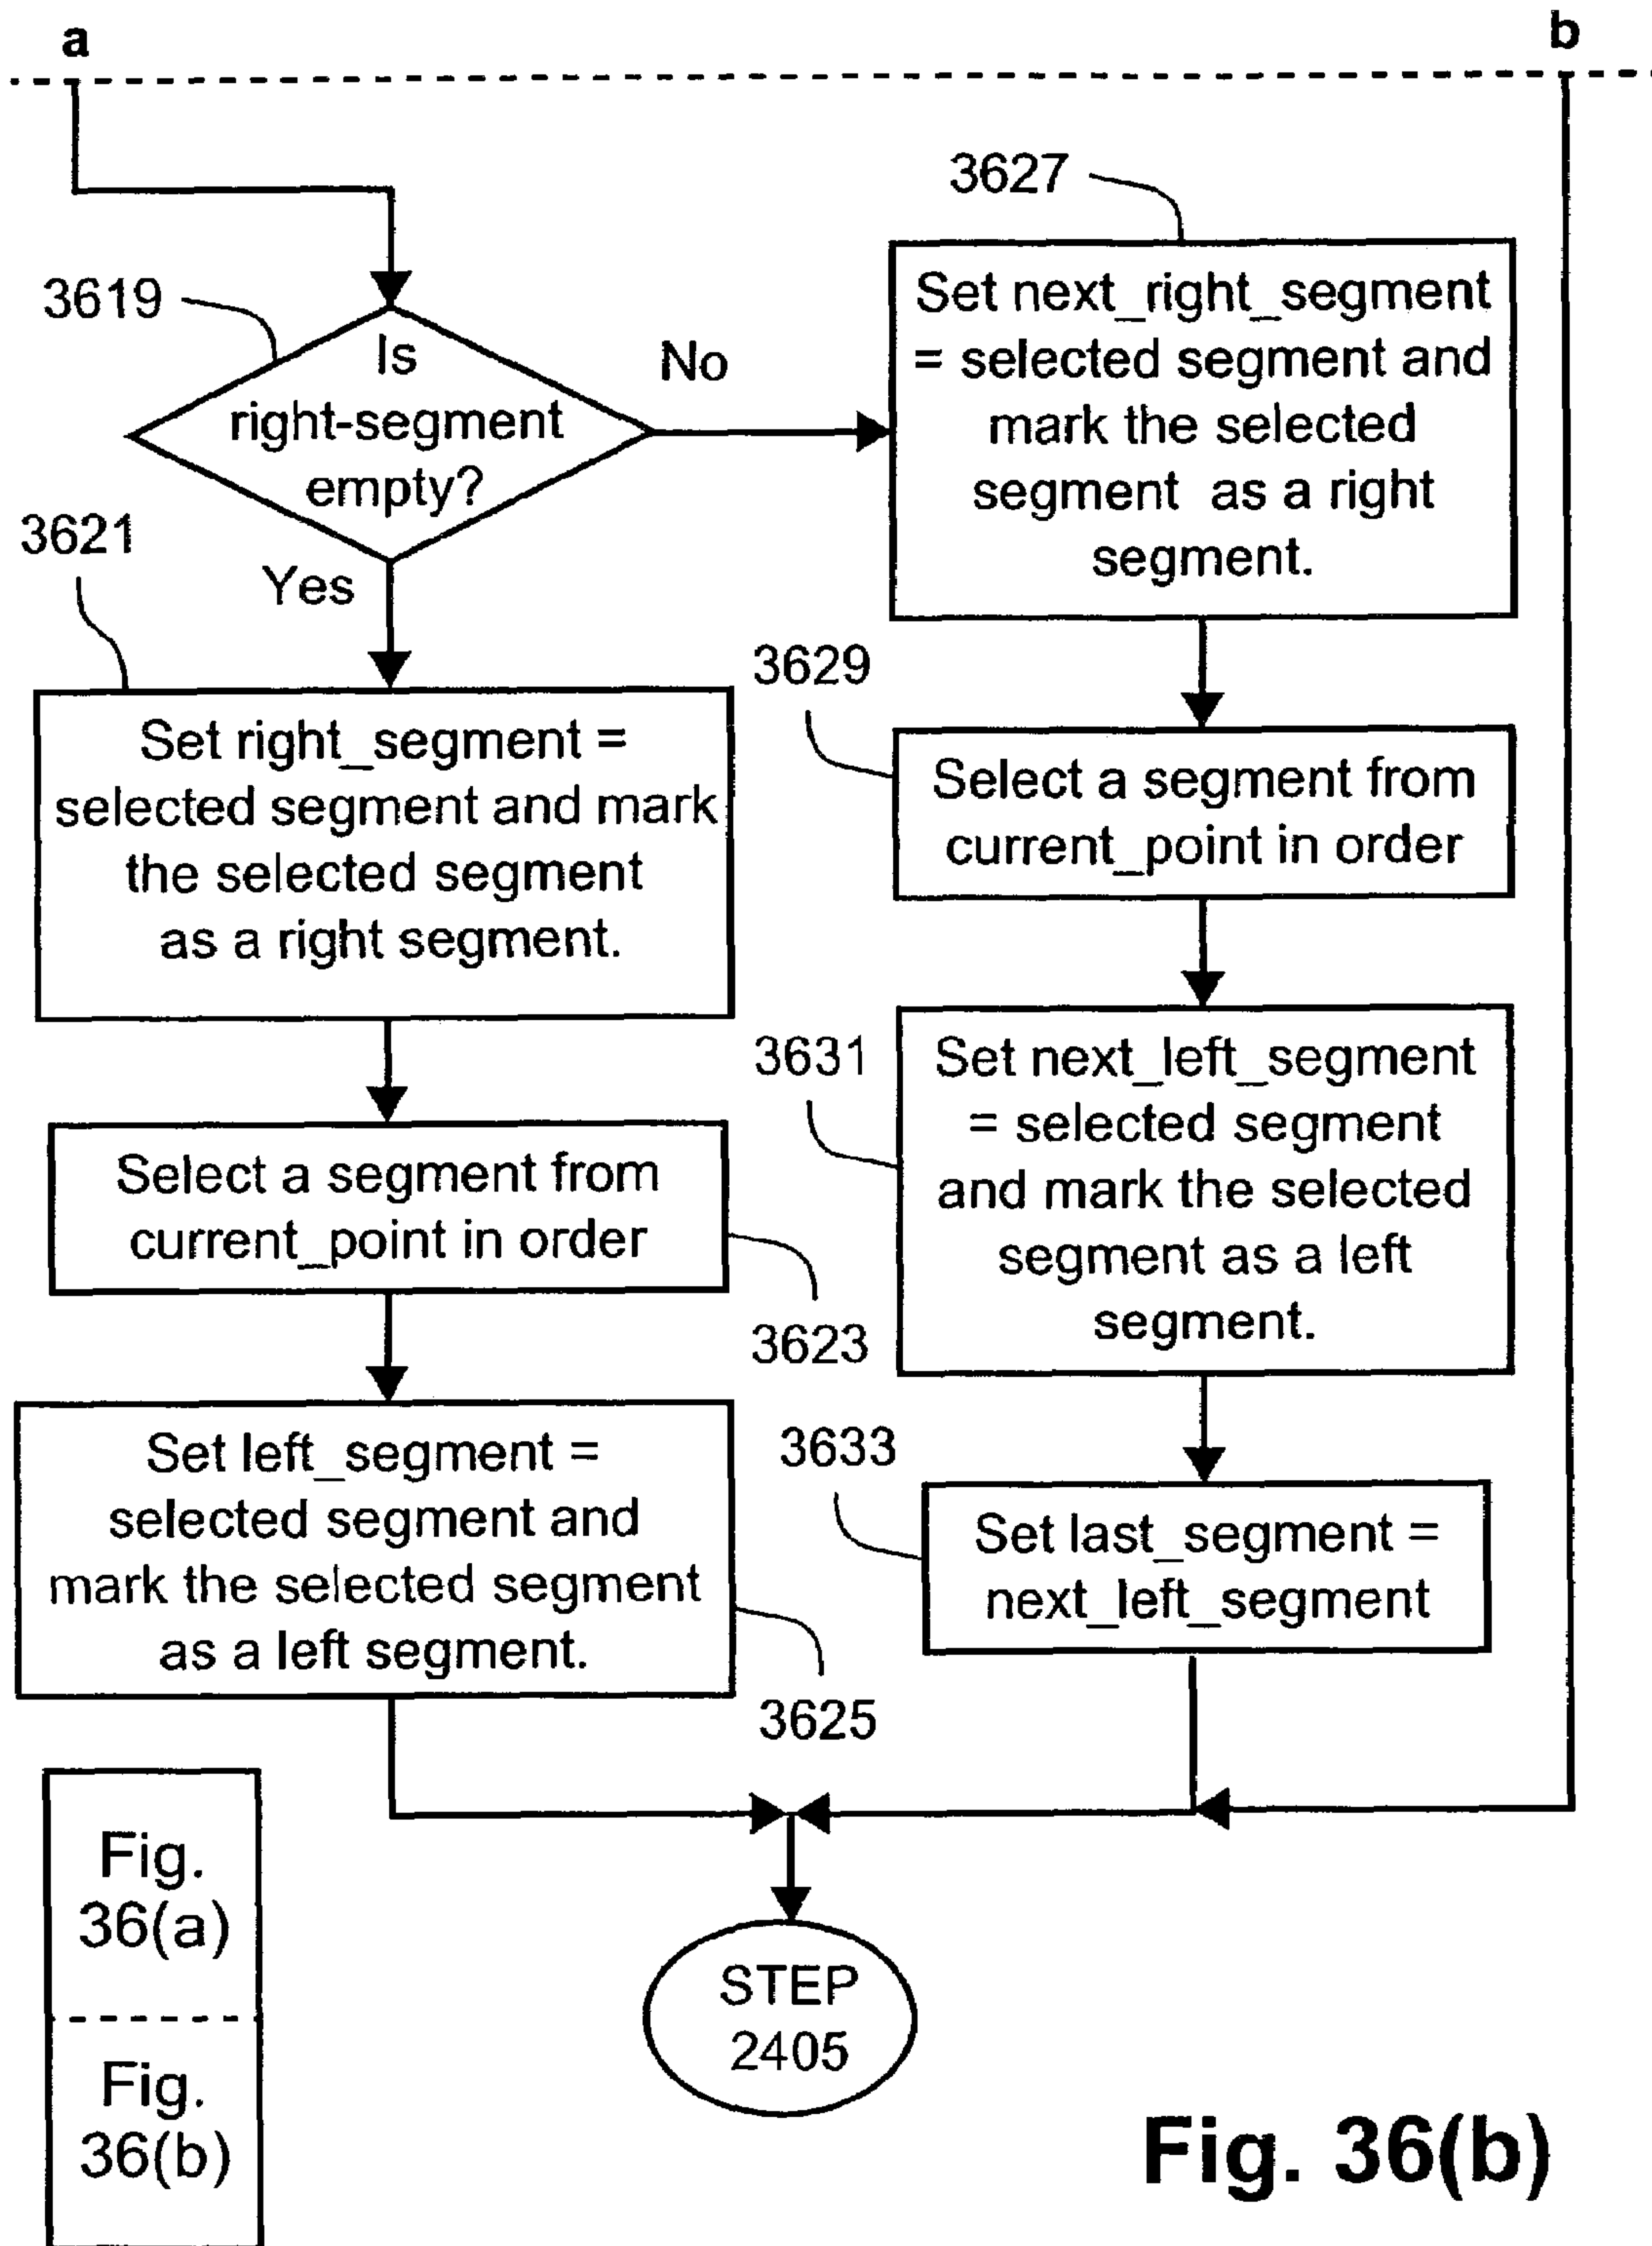 a
b
3627
3619
Is
right-segment
empty?
No
Set next_right_segment
= selected segment and
mark the selected
segment as a right
segment.
3621
Yes
Set right_segment =
selected segment and mark
the selected segment
as a right segment.
3629
Select a segment from
current_point in order
Select a segment from
current_point in order
3623
3631
Set next_left_segment
= selected segment
and mark the selected
segment as a left
segment.
Set left_segment =
selected segment and
mark the selected segment
as a left segment.
3625
3633
Set last_segment =
next_left_segment
STEP
2405
Fig.
36(a)
Fig.
36(b)
Fig. 36(b)